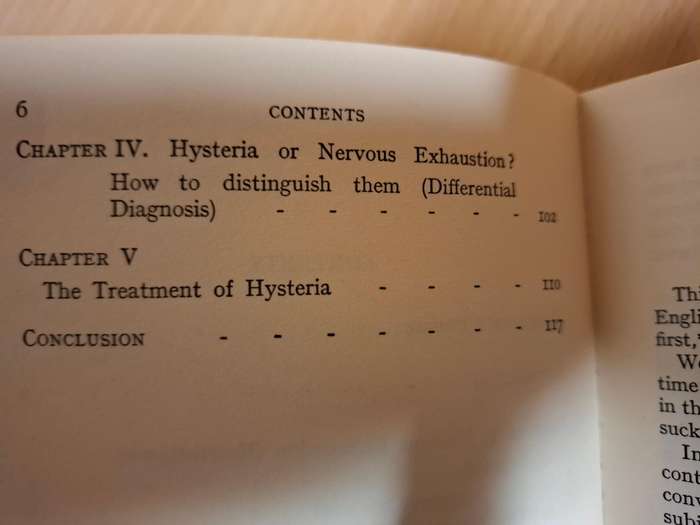 6 CONTENTS
CHAPTER IV. Hysteria or Nervous Exhaustion?
How to distinguish them (Differential
Diagnosis) - - - - - - 102
CHAPTER V
The Treatment of Hysteria - - - - 110
CONCLUSION - - - - - - - 117
Thi
Engli
first,"
We
time
in th
suck
In
cont
conv
subj